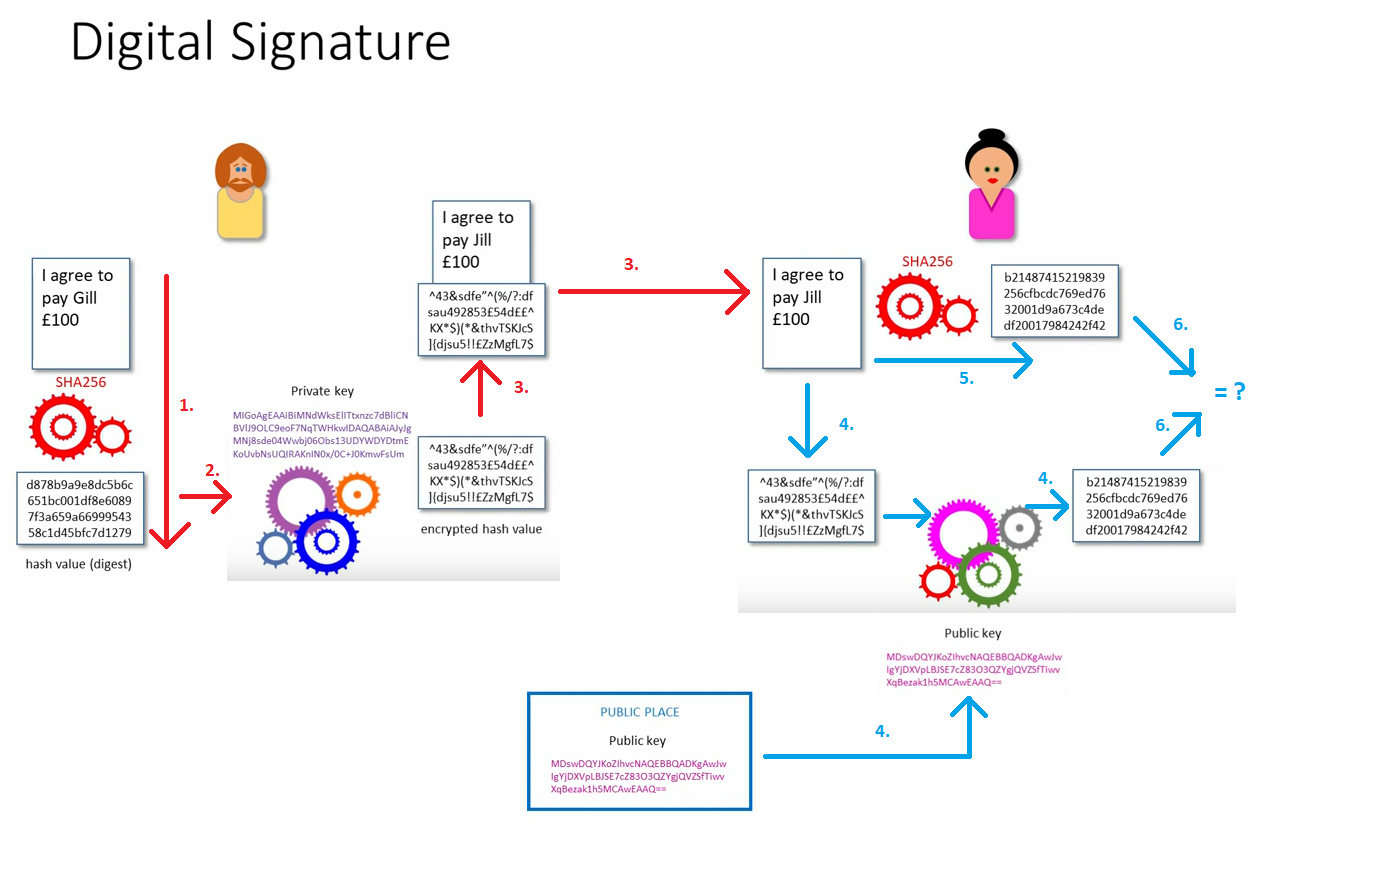 Digital Signature
I agree to
pay Gill
£100
SHA256
d878b9a9e8dc5b6c
651bc001df8e6089
7f3a659a66999543
58c1d45bfc7d1279
hash value (digest)
1.
2.
Private key
MIGoAgEAAiBiMNdWksElITtxnzc7dBliCN
BVlJ9OLC9eoF7NqTWHkwIDAQABAiAJyJg
MNj8sde04Wwbj06Obs13UDYWDYDtmE
KoUvbNsUQIRAKnIN0x/0C+J0KmwFsUm
I agree to
pay Jill
£100
^43&sdfe”^(%/?:df
sau492853£54d££^
KX*$)(*&thvTSKJcS
]{djsu5!!£ZzMgfL7$
3.
^43&sdfe”^(%/?:df
sau492853£54d££^
KX*$)(*&thvTSKJcS
]{djsu5!!£ZzMgfL7$
encrypted hash value
3.
I agree to
pay Jill
£100
SHA256
b21487415219839
256cfbcdc769ed76
32001d9a673c4de
df20017984242f42
5.
6.
= ?
6.
4.
^43&sdfe”^(%/?:df
sau492853£54d££^
KX*$)(*&thvTSKJcS
]{djsu5!!£ZzMgfL7$
4.
b21487415219839
256cfbcdc769ed76
32001d9a673c4de
df20017984242f42
Public key
MDswDQYJKoZIhvcNAQEBBQADKgAwJw
IgYjDXVpLBJSE7cZ83O3QZYgjQVZSfTiwv
XqBezak1h5MCAwEAAQ==
4.
PUBLIC PLACE
Public key
MDswDQYJKoZIhvcNAQEBBQADKgAwJw
IgYjDXVpLBJSE7cZ83O3QZYgjQVZSfTiwv
XqBezak1h5MCAwEAAQ==